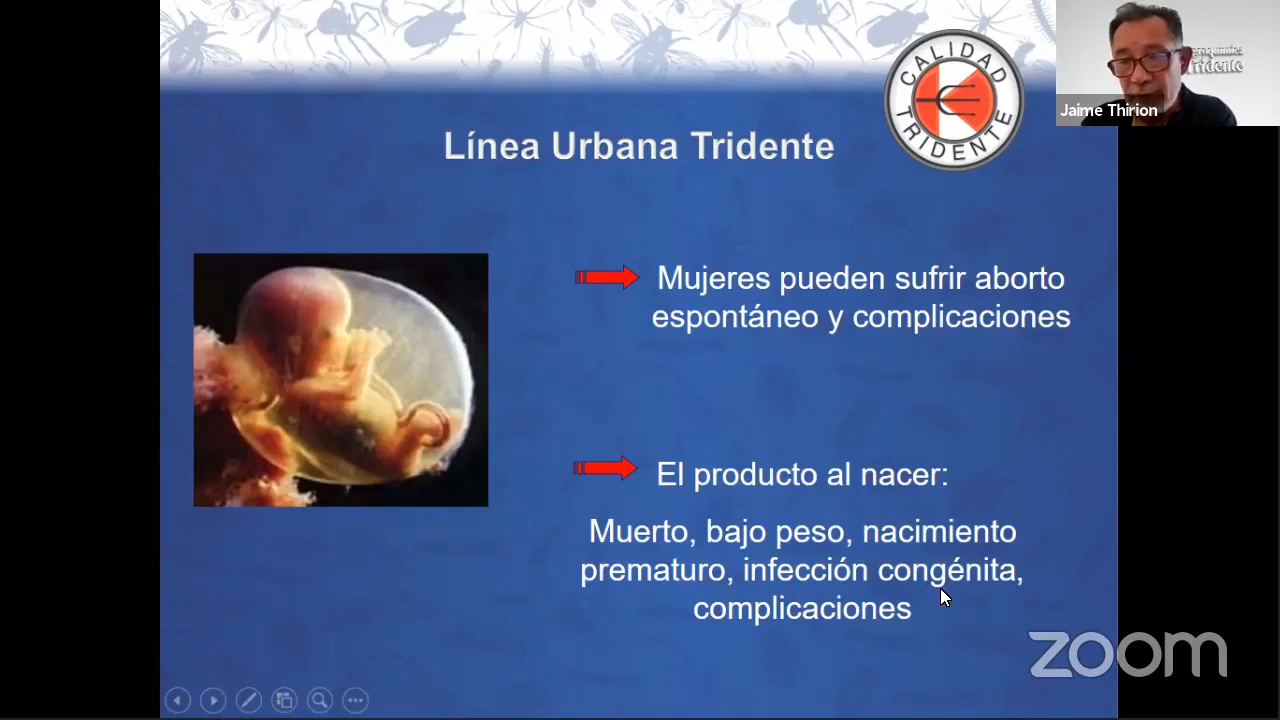 CALIDAD
TRIDENTE
Tridente
Jaime Thirion
Línea Urbana Tridente
Mujeres pueden sufrir aborto
espontáneo y complicaciones
El producto al nacer:
Muerto, bajo peso, nacimiento
prematuro, infección congénita,
complicaciones
zoom